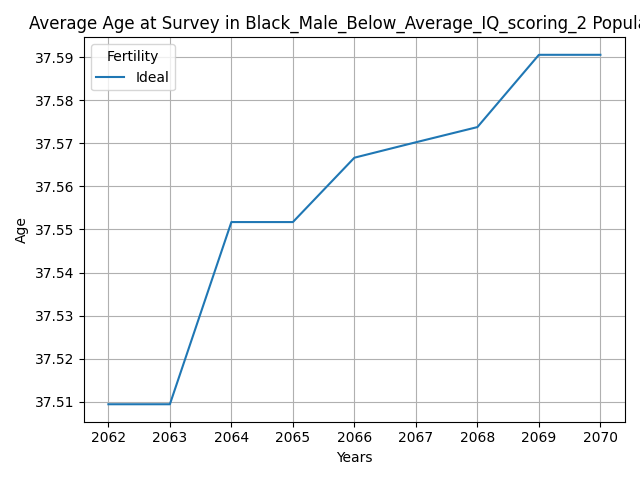 Average Age at Survey in Black_Male_Below_Average_IQ_scoring_2 Popula
Fertility
Ideal
37.59
37.58
37.57
37.56
37.55
37.54
37.53
37.52
37.51
Age
2062 2063 2064 2065 2066 2067 2068 2069 2070
Years